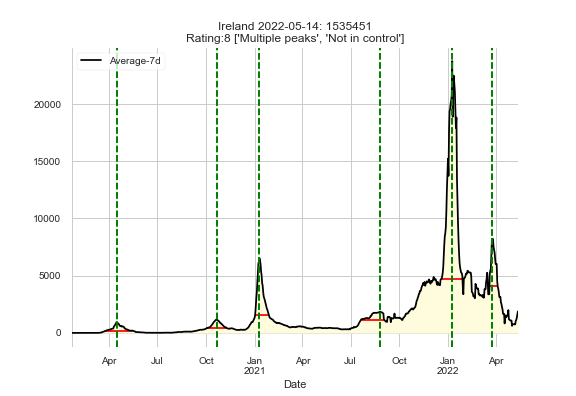 Ireland 2022-05-14: 1535451
Rating:8 ['Multiple peaks', 'Not in control']
Average-7d
20000
15000
10000
5000
0
Apr Jul Oct Jan Apr Jul Oct Jan Apr
2021 2022
Date